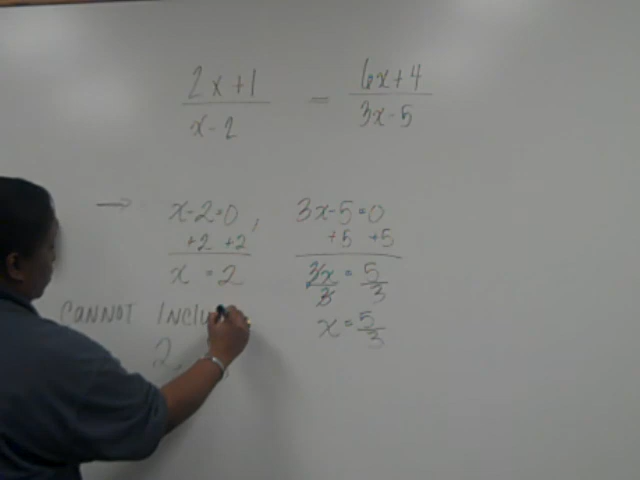 2x+1 = 6x+4
x-2 3x-5
→ x-2=0, 3x-5=0
+2 +2 +5 +5
x = 2 3x/3 = 5/3
CANNOT x = 5/3
2,